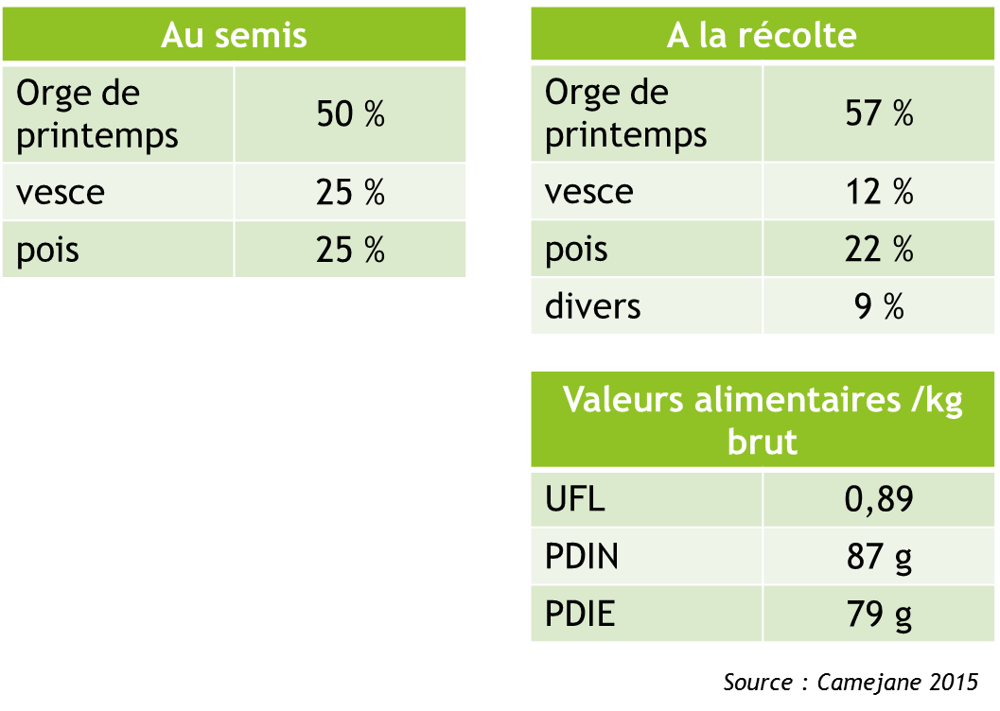 Au semis
Orge de
printemps
50 %
vesce
25 %
pois
25 %
A la récolte
Orge de
printemps
57 %
vesce
12 %
pois
22 %
divers
9 %
Valeurs alimentaires /kg
brut
UFL
0,89
PDIN
87 g
PDIE
79 g
Source : Camejane 2015